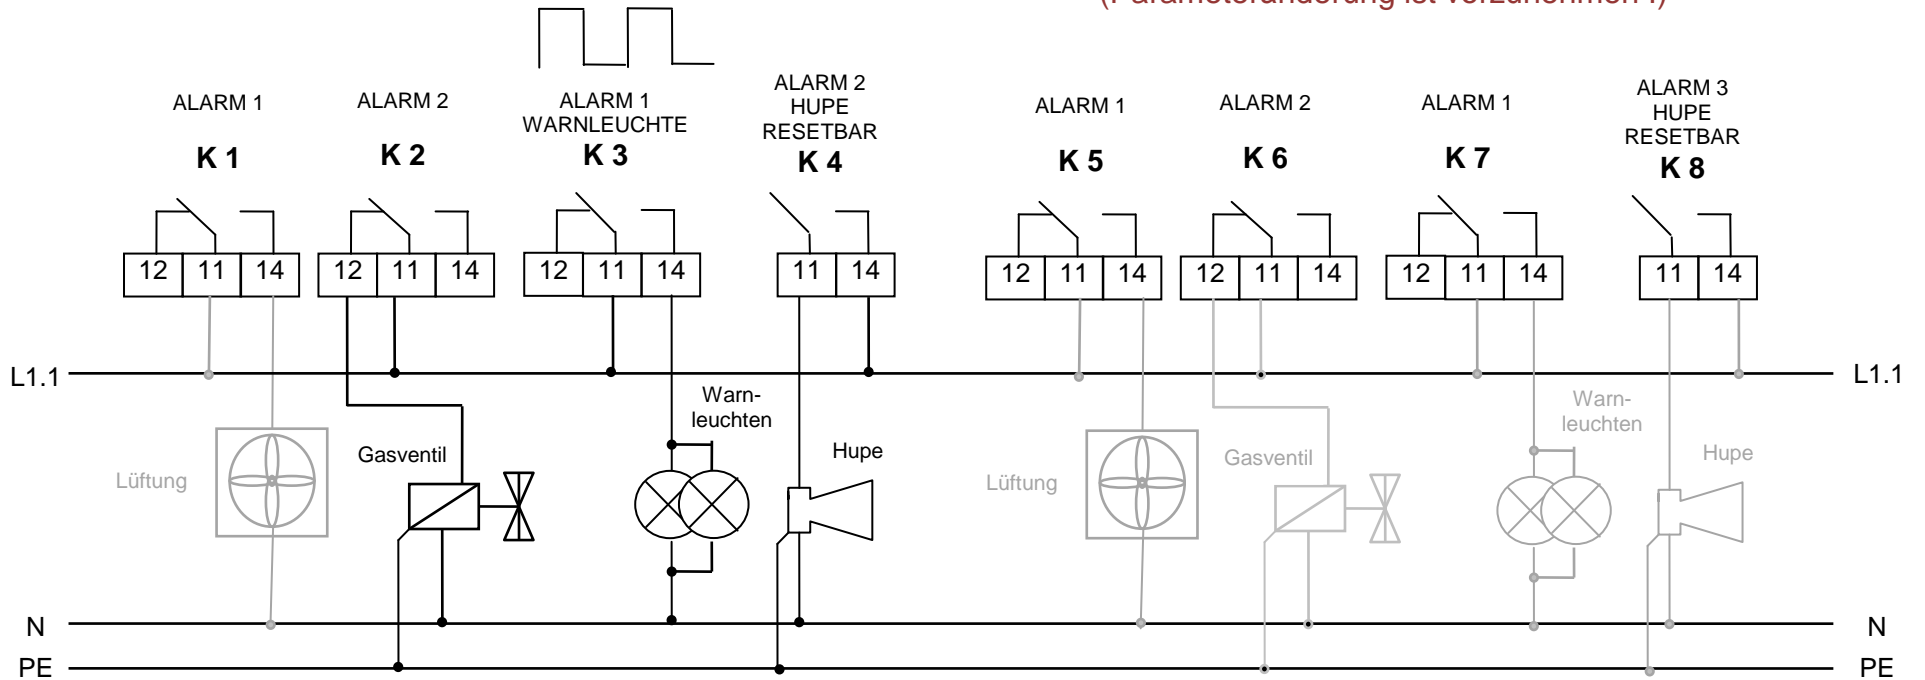 (Parameteränderung ist vorzunehmen !)
ALARM 1
K 1
ALARM 2
K 2
ALARM 1
WARNLEUCHTE
K 3
ALARM 2
HUPE
RESETBAR
K 4
ALARM 1
K 5
ALARM 2
K 6
ALARM 1
K 7
ALARM 3
HUPE
RESETBAR
K 8
12 11 14
12 11 14
12 11 14
11 14
12 11 14
12 11 14
12 11 14
11 14
L1.1
L1.1
Lüftung
Gasventil
Warn-
leuchten
Hupe
Lüftung
Gasventil
Warn-
leuchten
Hupe
N
N
PE
PE